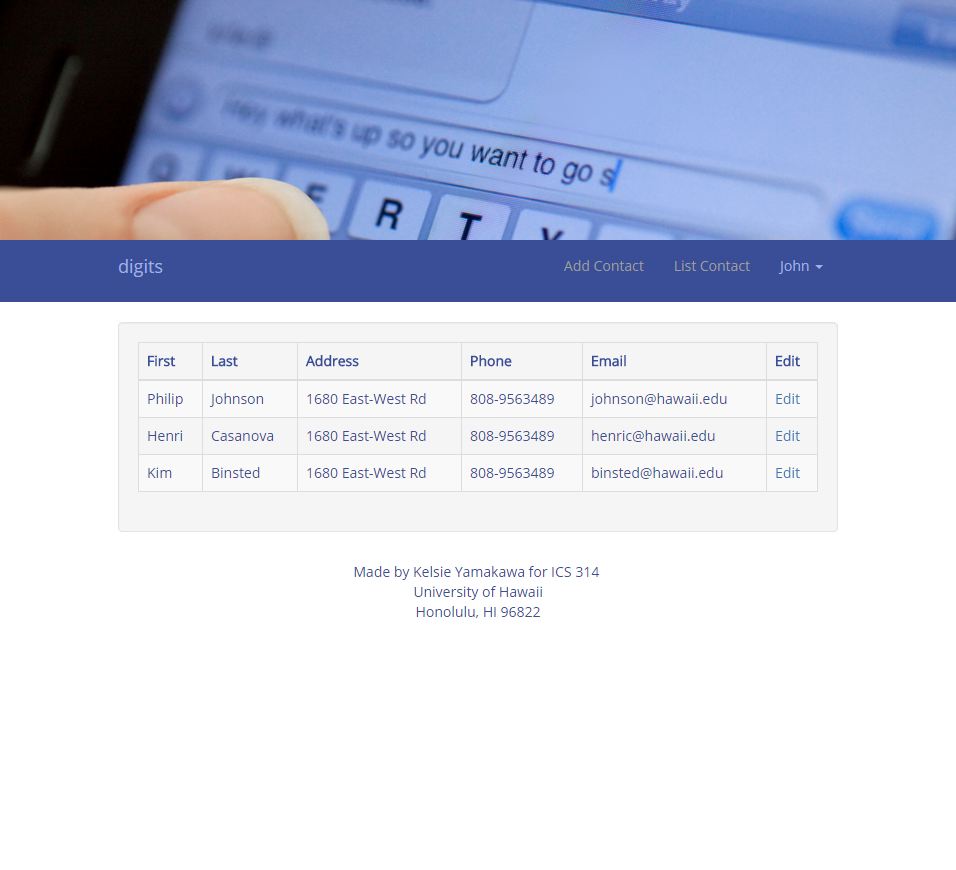 Hey what's up so you want to go s
Send
Q W E R T Y
digits Add Contact List Contact John
First Last Address Phone Email Edit
Philip Johnson 1680 East-West Rd 808-9563489 johnson@hawaii.edu Edit
Henri Casanova 1680 East-West Rd 808-9563489 henric@hawaii.edu Edit
Kim Binsted 1680 East-West Rd 808-9563489 binsted@hawaii.edu Edit
Made by Kelsie Yamakawa for ICS 314
University of Hawaii
Honolulu, HI 96822